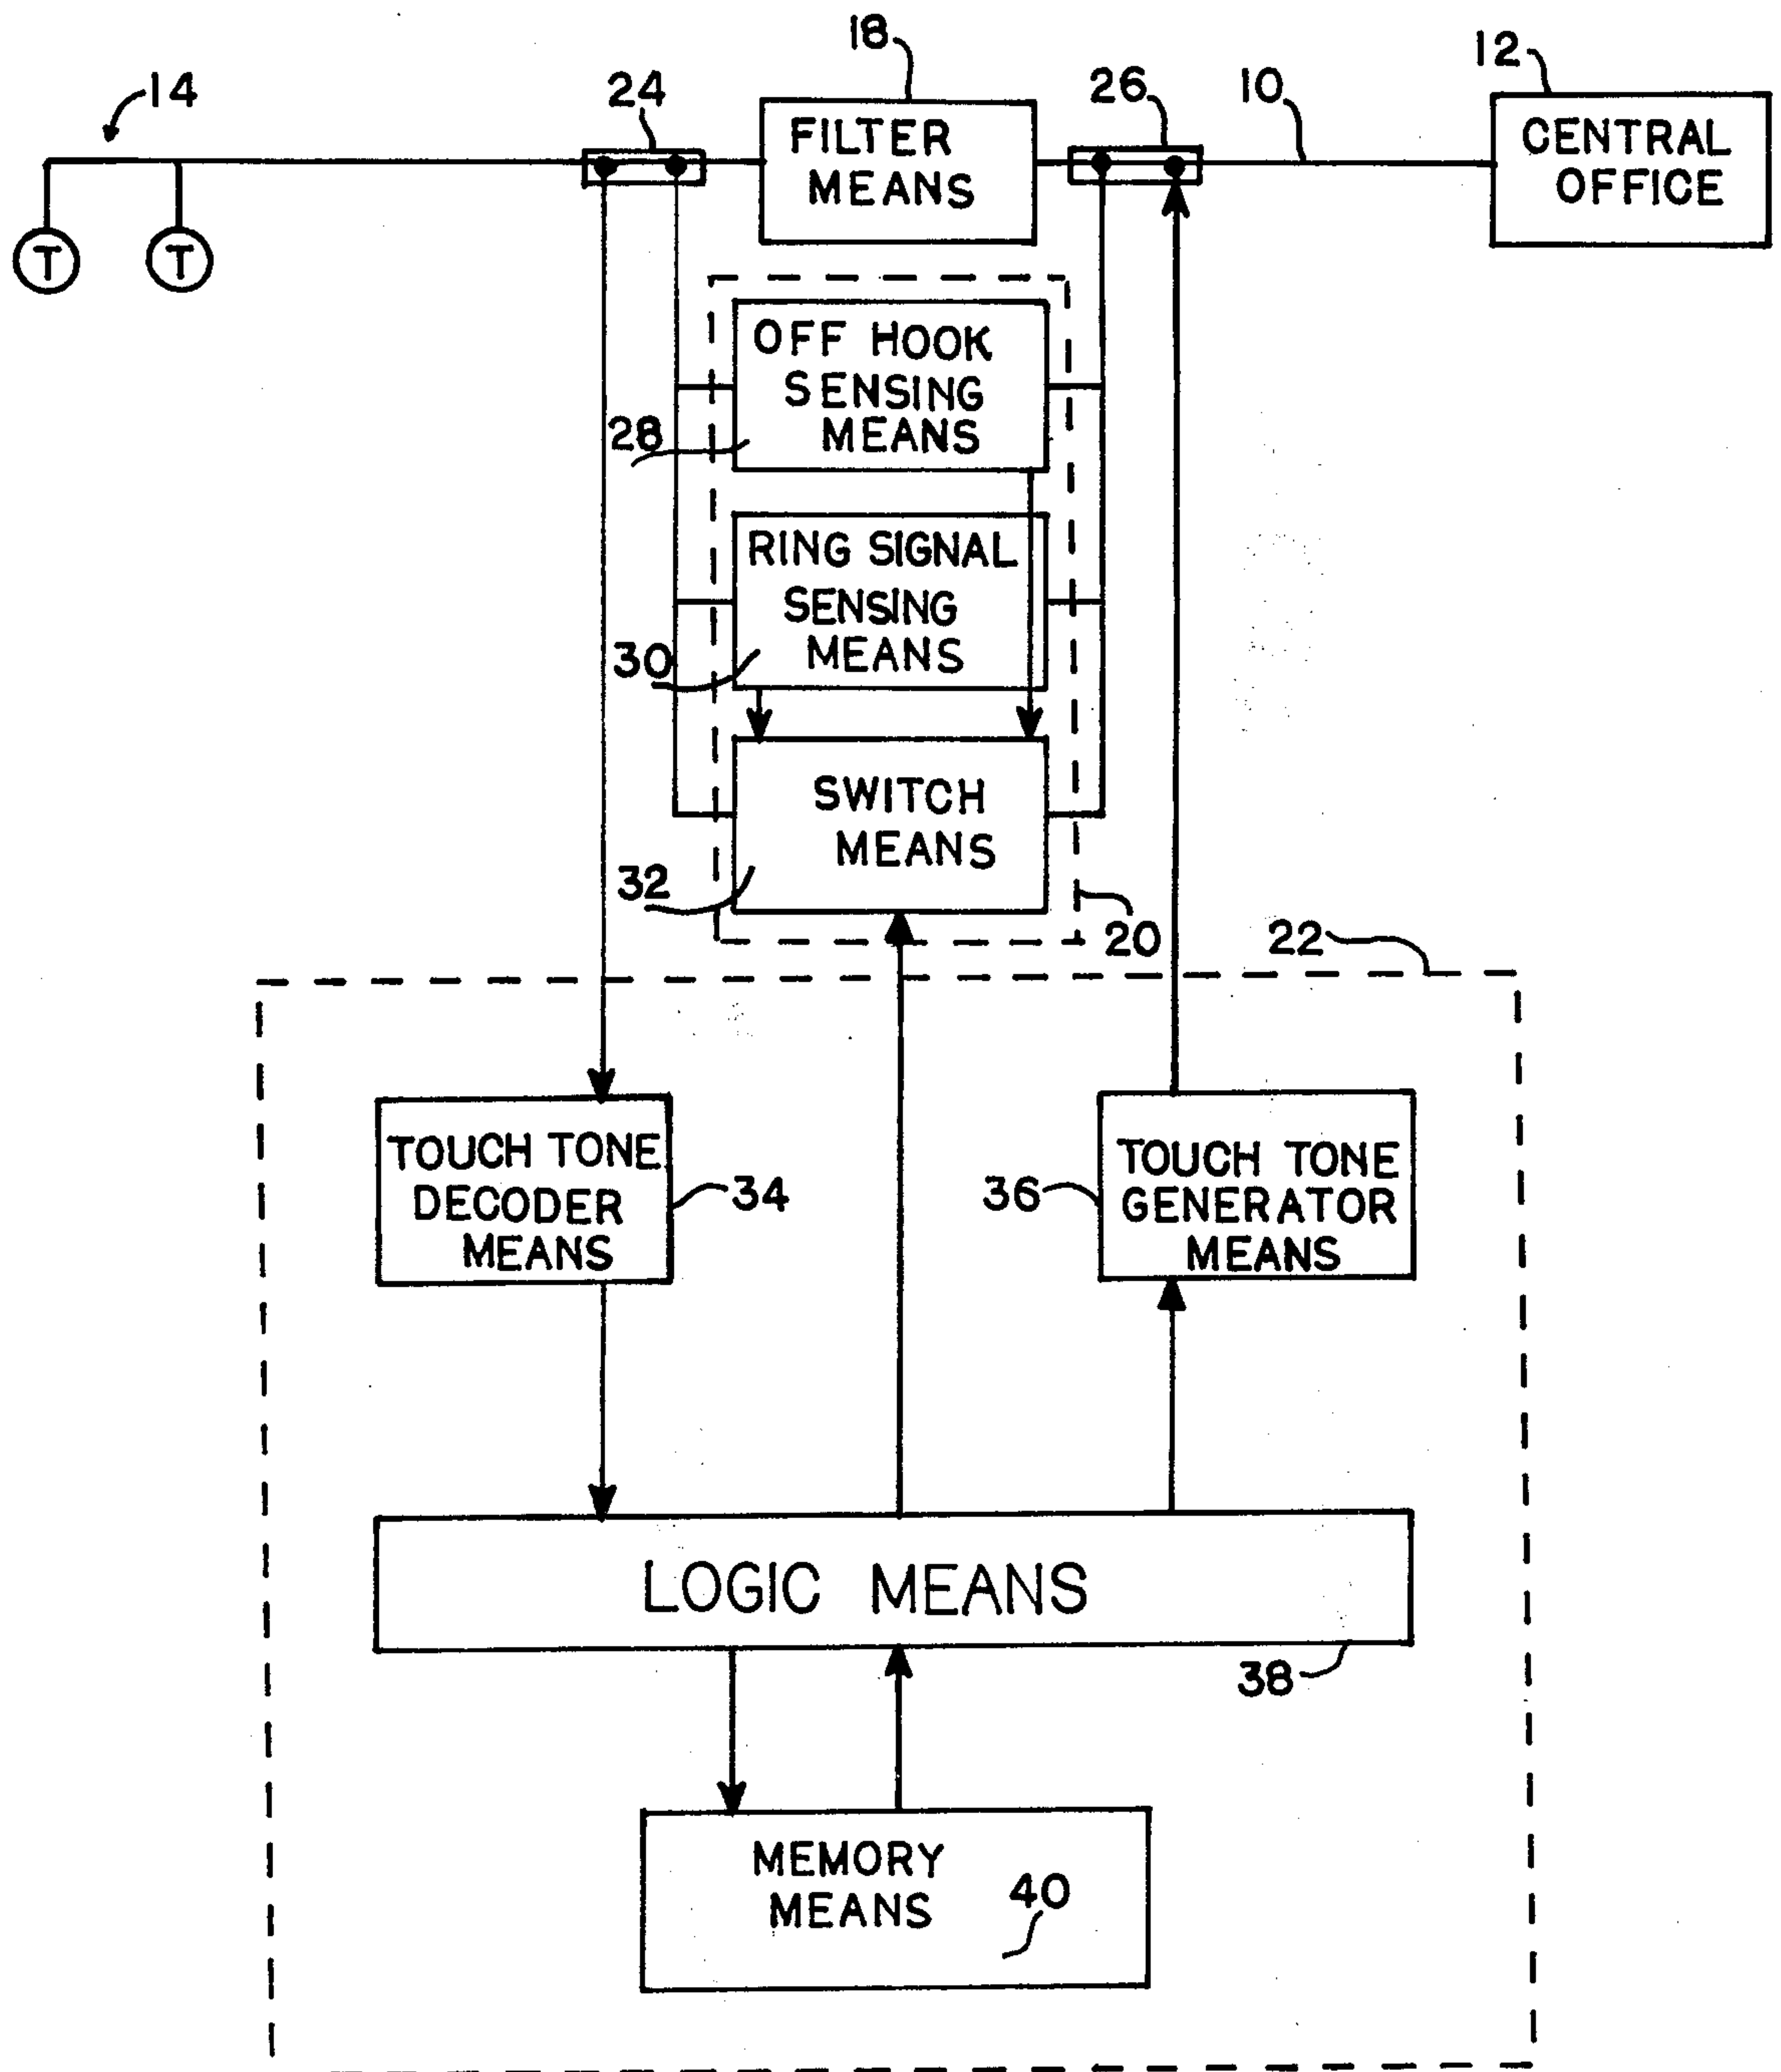 18
12
14
24
26
10
FILTER
MEANS
CENTRAL
OFFICE
T
T
OFF HOOK
SENSING
MEANS
28
RING SIGNAL
SENSING
MEANS
30
SWITCH
MEANS
32
20
22
TOUCH TONE
DECODER
MEANS
34
36
TOUCH TONE
GENERATOR
MEANS
LOGIC MEANS
38
MEMORY
MEANS
40